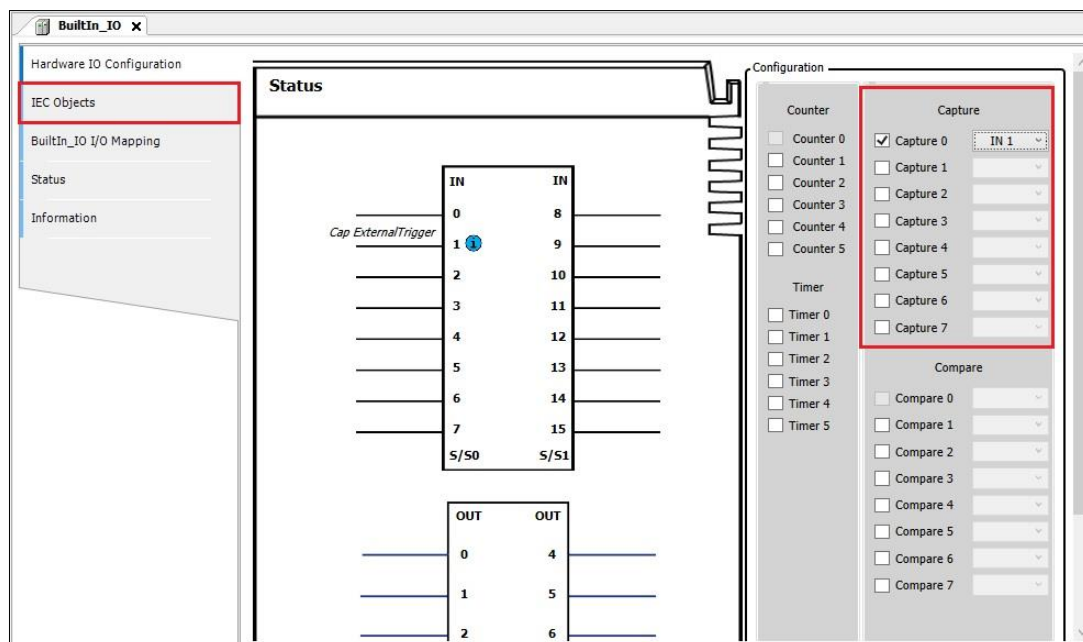 BuiltIn_IO X
Hardware IO Configuration
IEC Objects
BuiltIn_IO I/O Mapping
Status
Information
Status
IN IN
0 8
Cap ExternalTrigger
1 1 9
2 10
3 11
4 12
5 13
6 14
7 15
S/S0 S/S1
OUT OUT
0 4
1 5
2 6
Configuration
Counter
Counter 0
Counter 1
Counter 2
Counter 3
Counter 4
Counter 5
Timer
Timer 0
Timer 1
Timer 2
Timer 3
Timer 4
Timer 5
Capture
Capture 0 IN 1
Capture 1
Capture 2
Capture 3
Capture 4
Capture 5
Capture 6
Capture 7
Compare
Compare 0
Compare 1
Compare 2
Compare 3
Compare 4
Compare 5
Compare 6
Compare 7